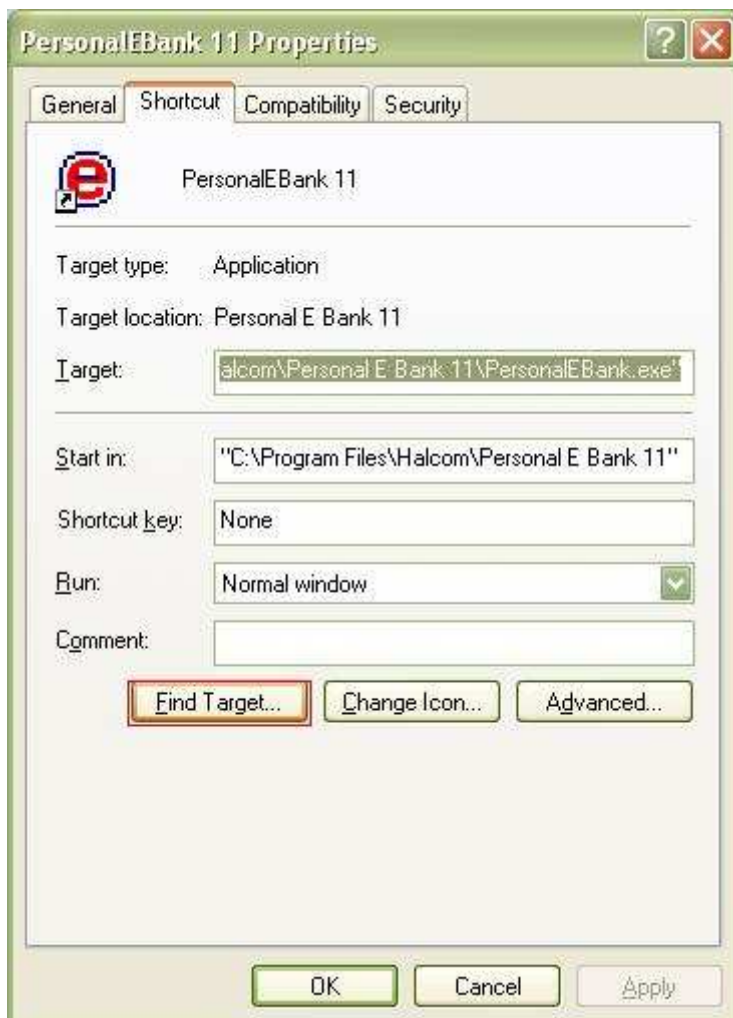 PersonalEBank 11 Properties
General Shortcut Compatibility Security
PersonalEBank 11
Target type: Application
Target location: Personal E Bank 11
Target: alcom\Personal E Bank 11\PersonalEBank.exe"
Start in: "C:\Program Files\Halcom\Personal E Bank 11"
Shortcut key: None
Run: Normal window
Comment:
Find Target... Change Icon... Advanced...
OK Cancel Apply